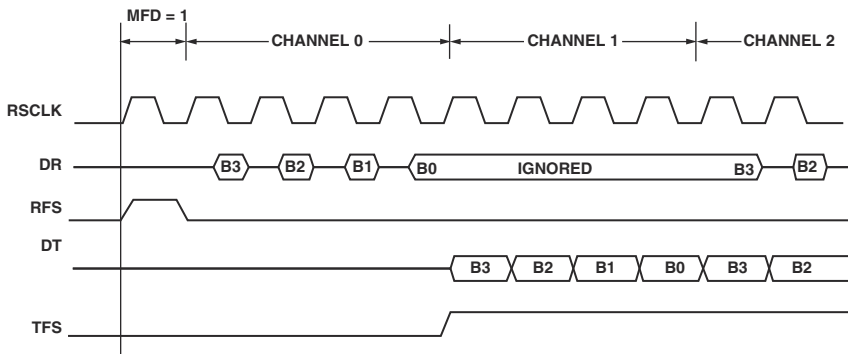 MFD = 1
CHANNEL 0 CHANNEL 1 CHANNEL 2
RSCLK
DR B3 B2 B1 B0 IGNORED B3 B2
RFS
DT
B3 B2 B1 B0 B3 B2
TFS